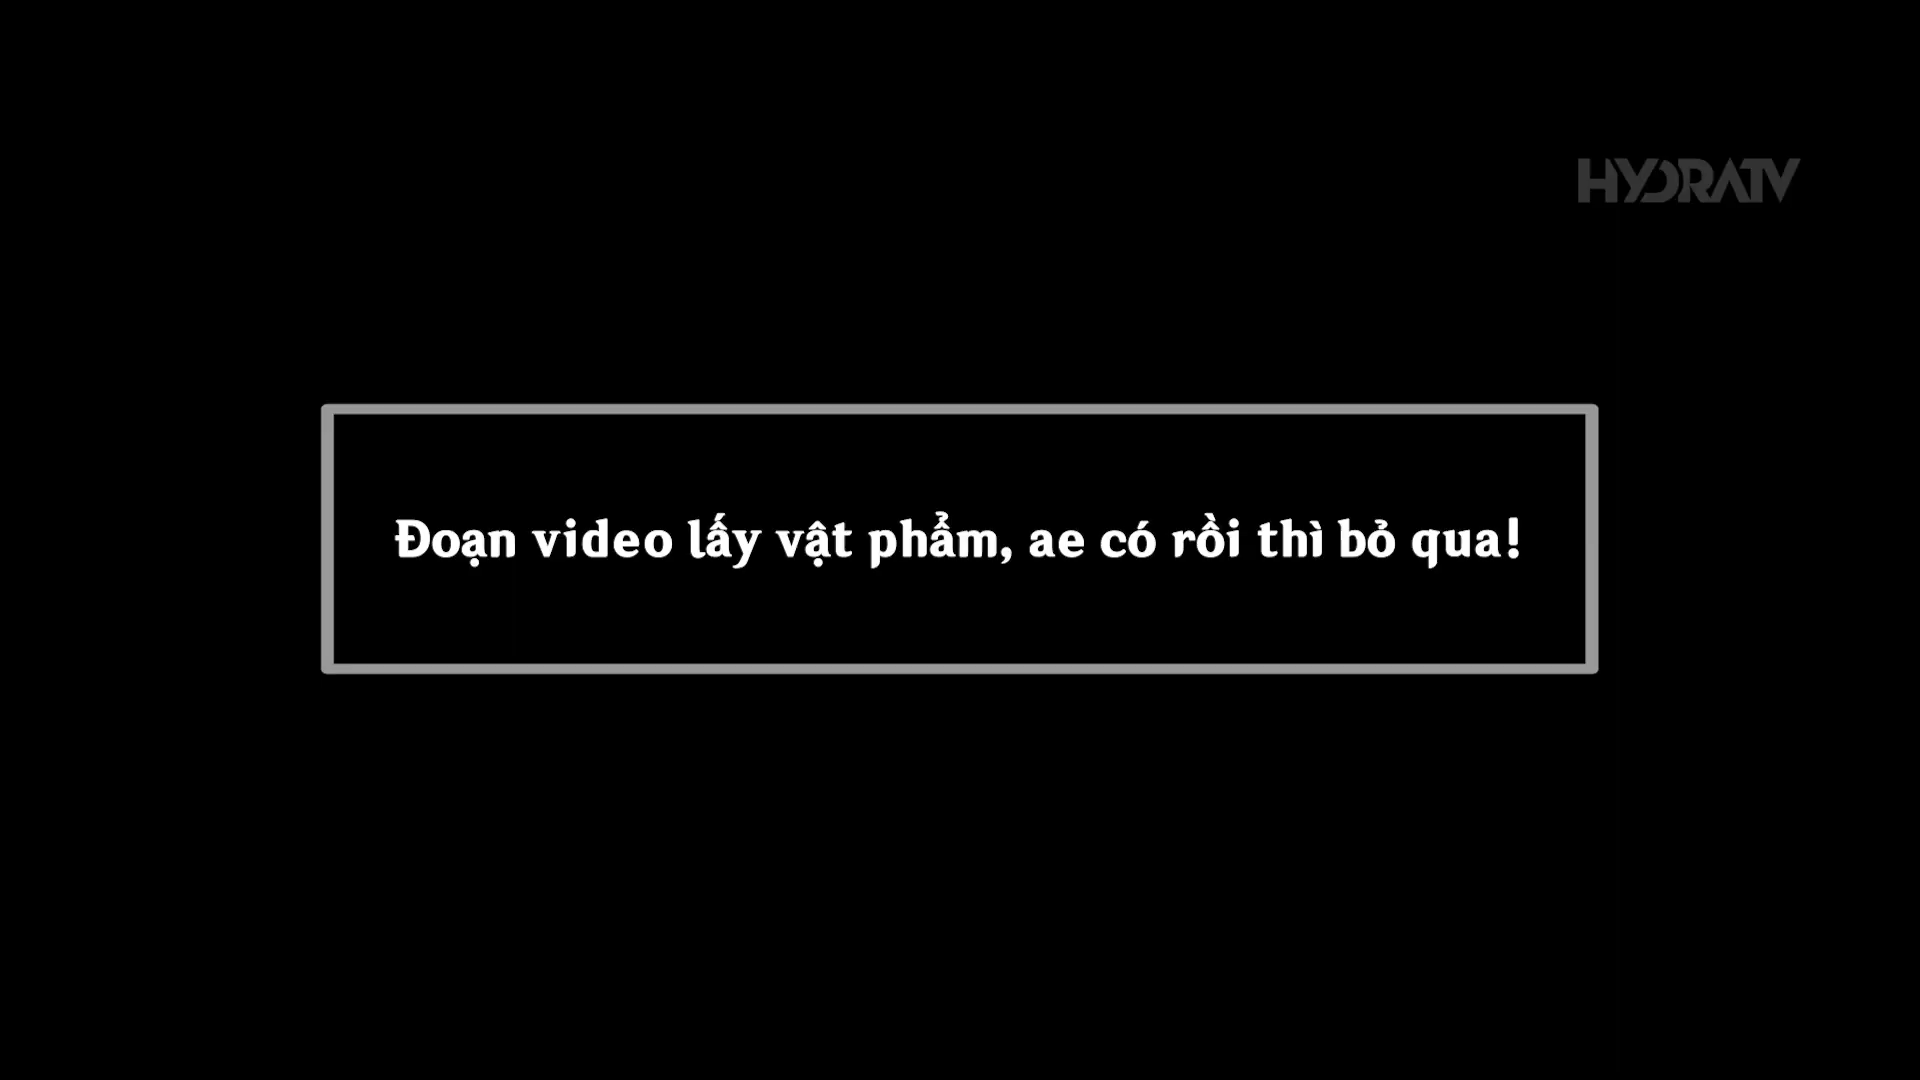 HYDRATV
Đoạn video lấy vật phẩm, ae có rồi thì bỏ qua!